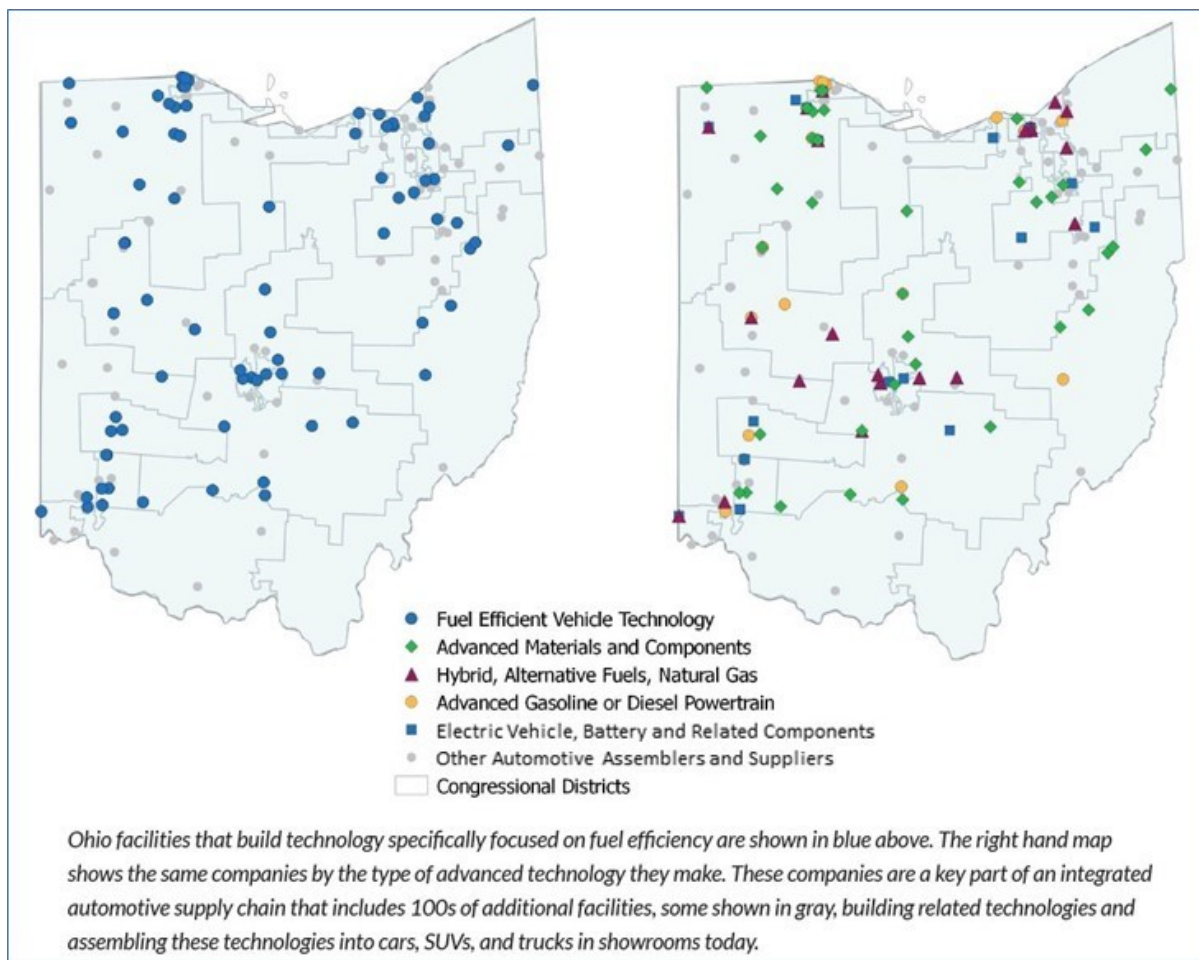 Fuel Efficient Vehicle Technology
Advanced Materials and Components
Hybrid, Alternative Fuels, Natural Gas
Advanced Gasoline or Diesel Powertrain
Electric Vehicle, Battery and Related Components
Other Automotive Assemblers and Suppliers
Congressional Districts
Ohio facilities that build technology specifically focused on fuel efficiency are shown in blue above. The right hand map
shows the same companies by the type of advanced technology they make. These companies are a key part of an integrated
automotive supply chain that includes 100s of additional facilities, some shown in gray, building related technologies and
assembling these technologies into cars, SUVs, and trucks in showrooms today.